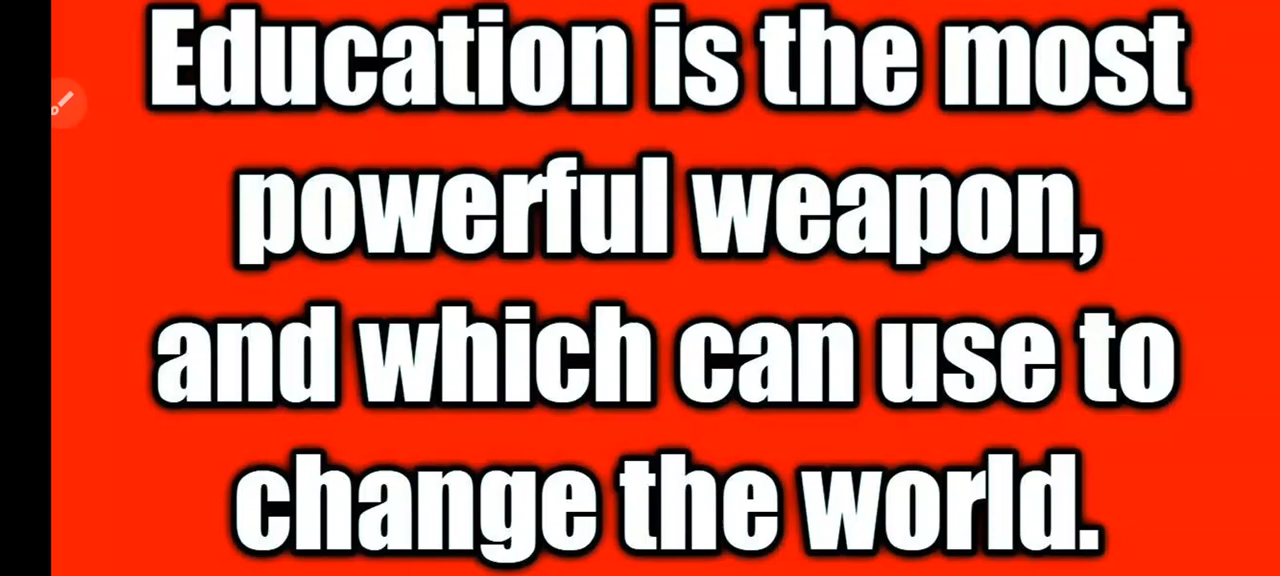 Education is the most
powerful weapon,
and which can use to
change the world.